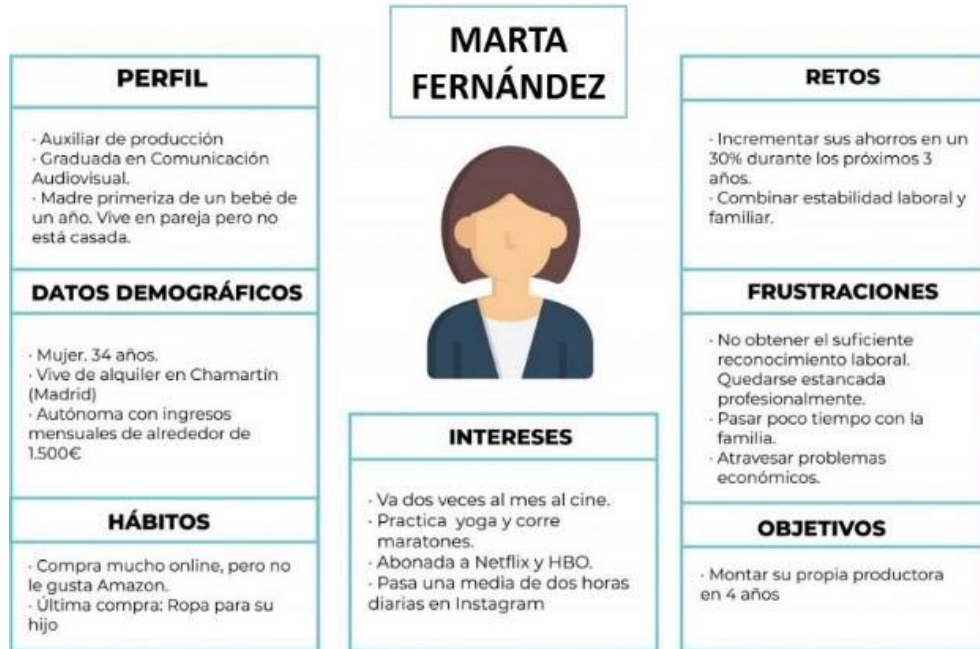 MARTA
FERNÁNDEZ
PERFIL
· Auxiliar de producción
· Graduada en Comunicación
Audiovisual.
· Madre primeriza de un bebé de
un año. Vive en pareja pero no
está casada.
DATOS DEMOGRÁFICOS
· Mujer. 34 años.
· Vive de alquiler en Chamartín
(Madrid)
· Autónoma con ingresos
mensuales de alrededor de
1.500€
HÁBITOS
· Compra mucho online, pero no
le gusta Amazon.
· Última compra: Ropa para su
hijo
INTERESES
· Va dos veces al mes al cine.
· Practica yoga y corre
maratones.
· Abonada a Netflix y HBO.
· Pasa una media de dos horas
diarias en Instagram
RETOS
· Incrementar sus ahorros en un
30% durante los próximos 3
años.
· Combinar estabilidad laboral y
familiar.
FRUSTRACIONES
· No obtener el suficiente
reconocimiento laboral.
Quedarse estancada
profesionalmente.
· Pasar poco tiempo con la
familia.
· Atravesar problemas
económicos.
OBJETIVOS
· Montar su propia productora
en 4 años